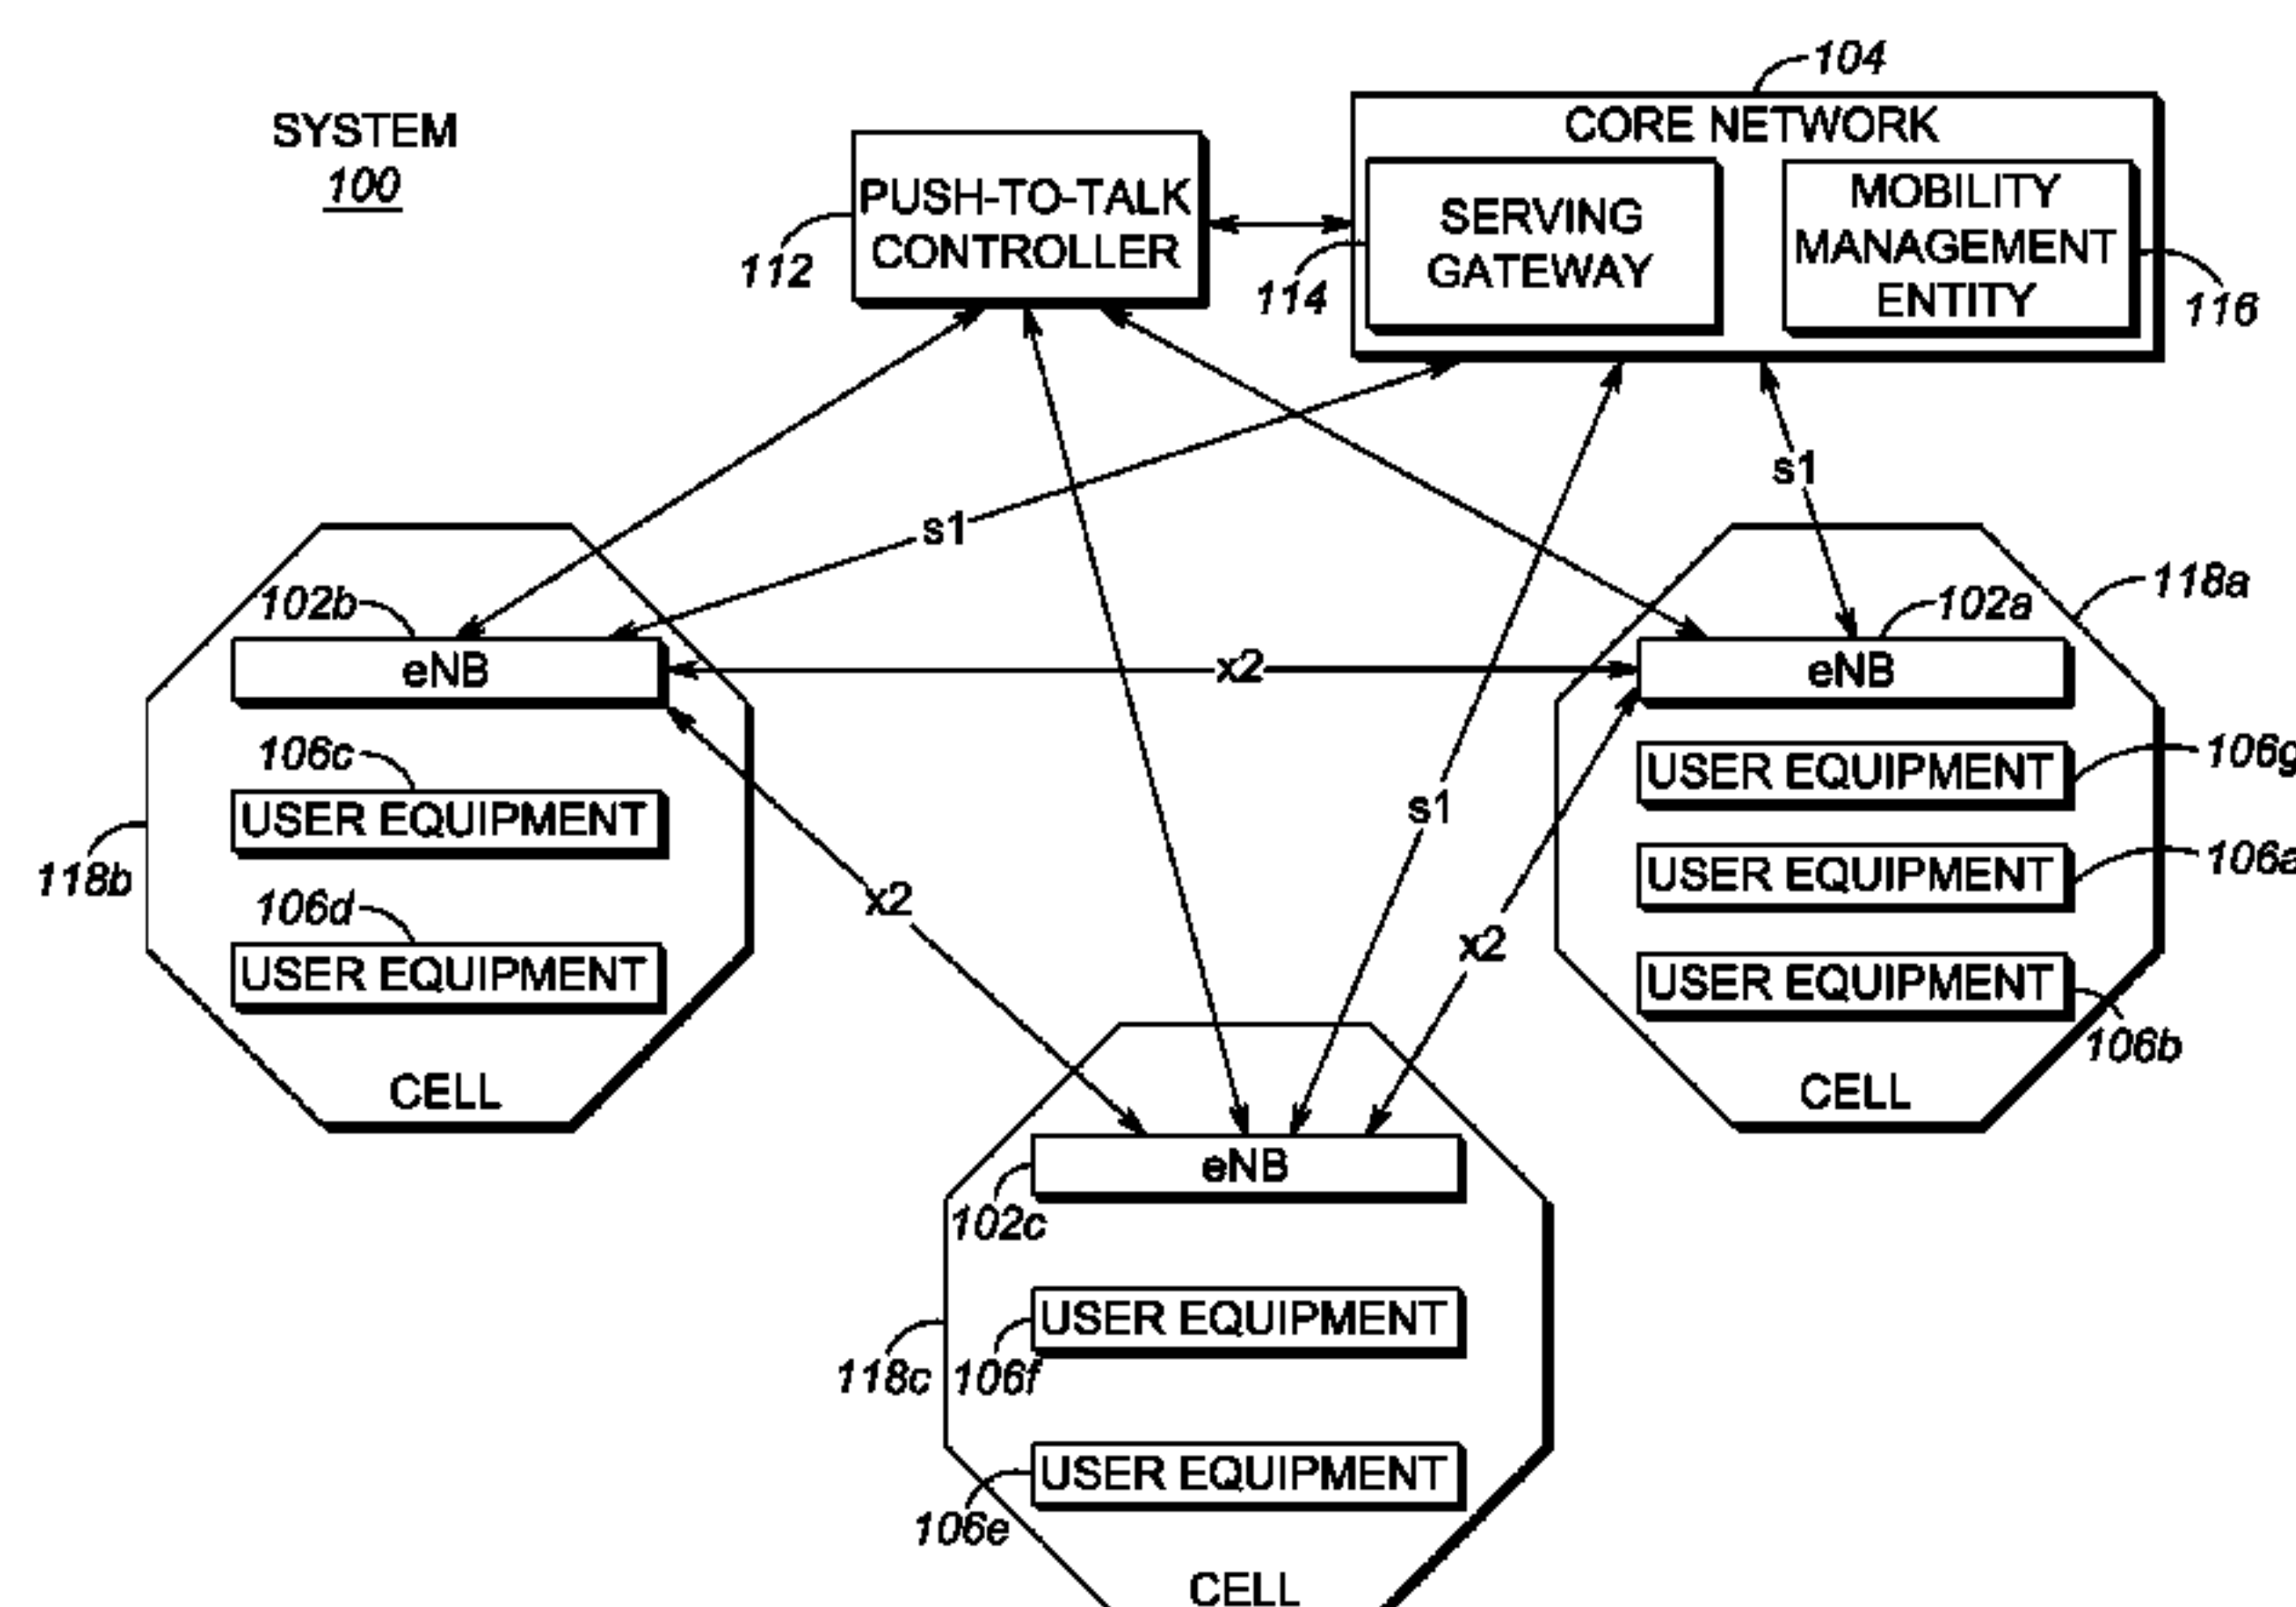 SYSTEM
100
104
CORE NETWORK
PUSH-TO-TALK
CONTROLLER
112
SERVING
GATEWAY
114
MOBILITY
MANAGEMENT
ENTITY
116
s1
s1
s1
x2
x2
x2
118b
102b
eNB
106c
USER EQUIPMENT
106d
USER EQUIPMENT
CELL
118a
102a
eNB
USER EQUIPMENT
106g
USER EQUIPMENT
106a
USER EQUIPMENT
106b
CELL
eNB
102c
118c
USER EQUIPMENT
106f
USER EQUIPMENT
106e
CELL